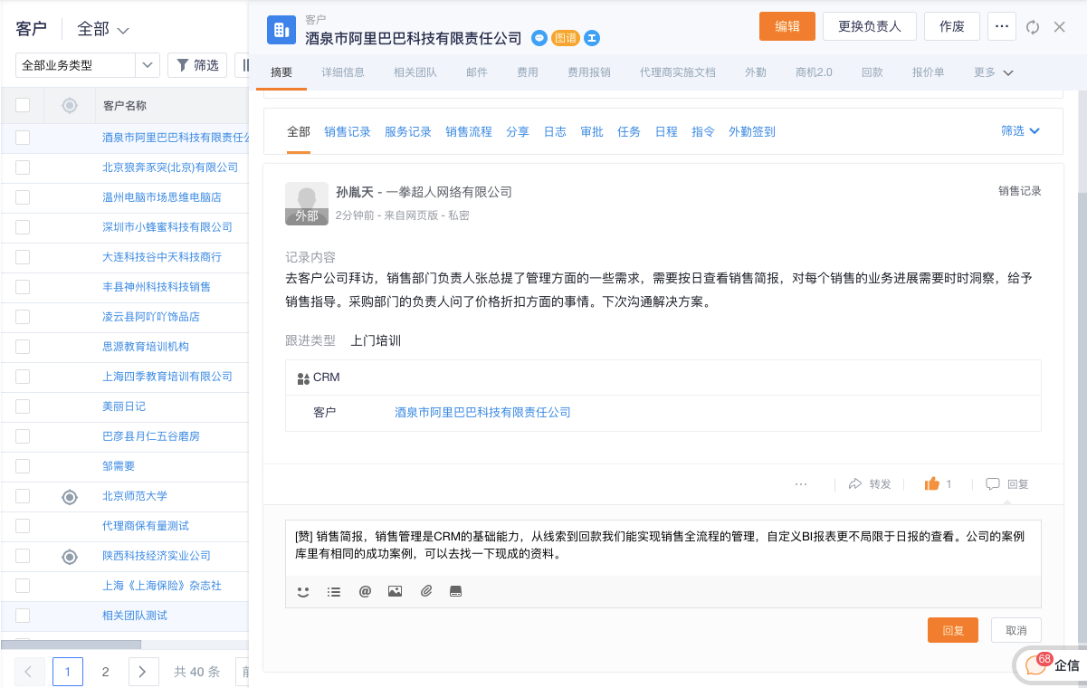 客户
全部
全部业务类型
筛选
客户名称
酒泉市阿里巴巴科技有限责任公
北京狼奔豕突(北京)有限公司
温州电脑市场思维电脑店
深圳市小蜂蜜科技有限公司
大连科技谷中天科技商行
丰县神州科技科技销售
凌云县阿吖吖饰品店
思源教育培训机构
上海四季教育培训有限公司
美丽日记
巴彦县月仁五谷磨房
邹需要
北京师范大学
代理商保有量测试
陕西科技经济实业公司
上海《上海保险》杂志社
相关团队测试
1
2
共 40 条
客户
酒泉市阿里巴巴科技有限责任公司
图谱
编辑
更换负责人
作废
摘要 详细信息 相关团队 邮件 费用 费用报销 代理商实施文档 外勤 商机2.0 回款 报价单 更多
全部 销售记录 服务记录 销售流程 分享 日志 审批 任务 日程 指令 外勤签到
筛选
外部
孙胤天 - 一拳超人网络有限公司
2分钟前 - 来自网页版 - 私密
销售记录
记录内容
去客户公司拜访，销售部门负责人张总提了管理方面的一些需求，需要按日查看销售简报，对每个销售的业务进展需要时时洞察，给予
销售指导。采购部门的负责人问了价格折扣方面的事情。下次沟通解决方案。
跟进类型 上门培训
CRM
客户 酒泉市阿里巴巴科技有限责任公司
... 转发 1 回复
[赞] 销售简报，销售管理是CRM的基础能力，从线索到回款我们能实现销售全流程的管理，自定义BI报表更不局限于日报的查看。公司的案例
库里有相同的成功案例，可以去找一下现成的资料。
@
回复
取消
68
企信